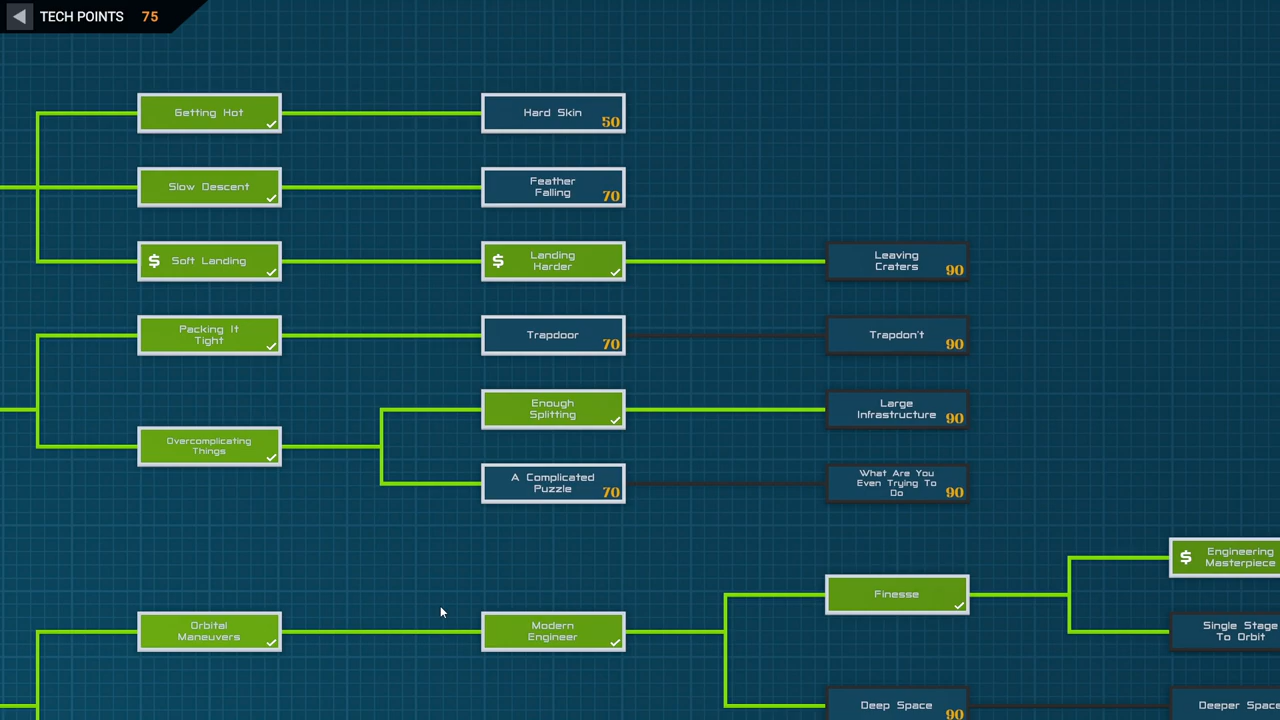 TECH POINTS 75
Getting Hot
Hard Skin
50
Slow Descent
Feather
Falling
70
$ Soft Landing
$ Landing
Harder
Leaving
Craters
90
Packing It
Tight
Trapdoor
70
Trapdon't
90
Enough
Splitting
Large
Infrastructure
90
Overcomplicating
Things
A Complicated
Puzzle
70
What Are You
Even Trying To
Do
90
$ Engineering
Masterpiece
Finesse
Orbital
Maneuvers
Modern
Engineer
Single Stage
To Orbit
Deep Space
90
Deeper Space